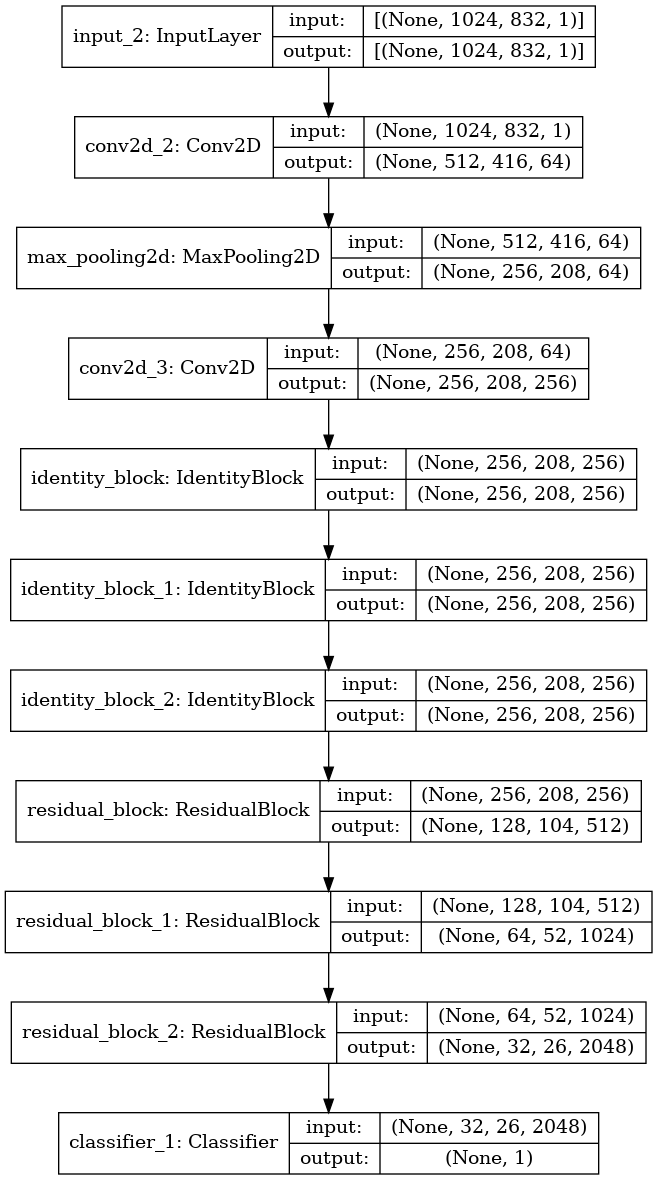 input_2: InputLayer
input: [(None, 1024, 832, 1)]
output: [(None, 1024, 832, 1)]
conv2d_2: Conv2D
input: (None, 1024, 832, 1)
output: (None, 512, 416, 64)
max_pooling2d: MaxPooling2D
input: (None, 512, 416, 64)
output: (None, 256, 208, 64)
conv2d_3: Conv2D
input: (None, 256, 208, 64)
output: (None, 256, 208, 256)
identity_block: IdentityBlock
input: (None, 256, 208, 256)
output: (None, 256, 208, 256)
identity_block_1: IdentityBlock
input: (None, 256, 208, 256)
output: (None, 256, 208, 256)
identity_block_2: IdentityBlock
input: (None, 256, 208, 256)
output: (None, 256, 208, 256)
residual_block: ResidualBlock
input: (None, 256, 208, 256)
output: (None, 128, 104, 512)
residual_block_1: ResidualBlock
input: (None, 128, 104, 512)
output: (None, 64, 52, 1024)
residual_block_2: ResidualBlock
input: (None, 64, 52, 1024)
output: (None, 32, 26, 2048)
classifier_1: Classifier
input: (None, 32, 26, 2048)
output: (None, 1)